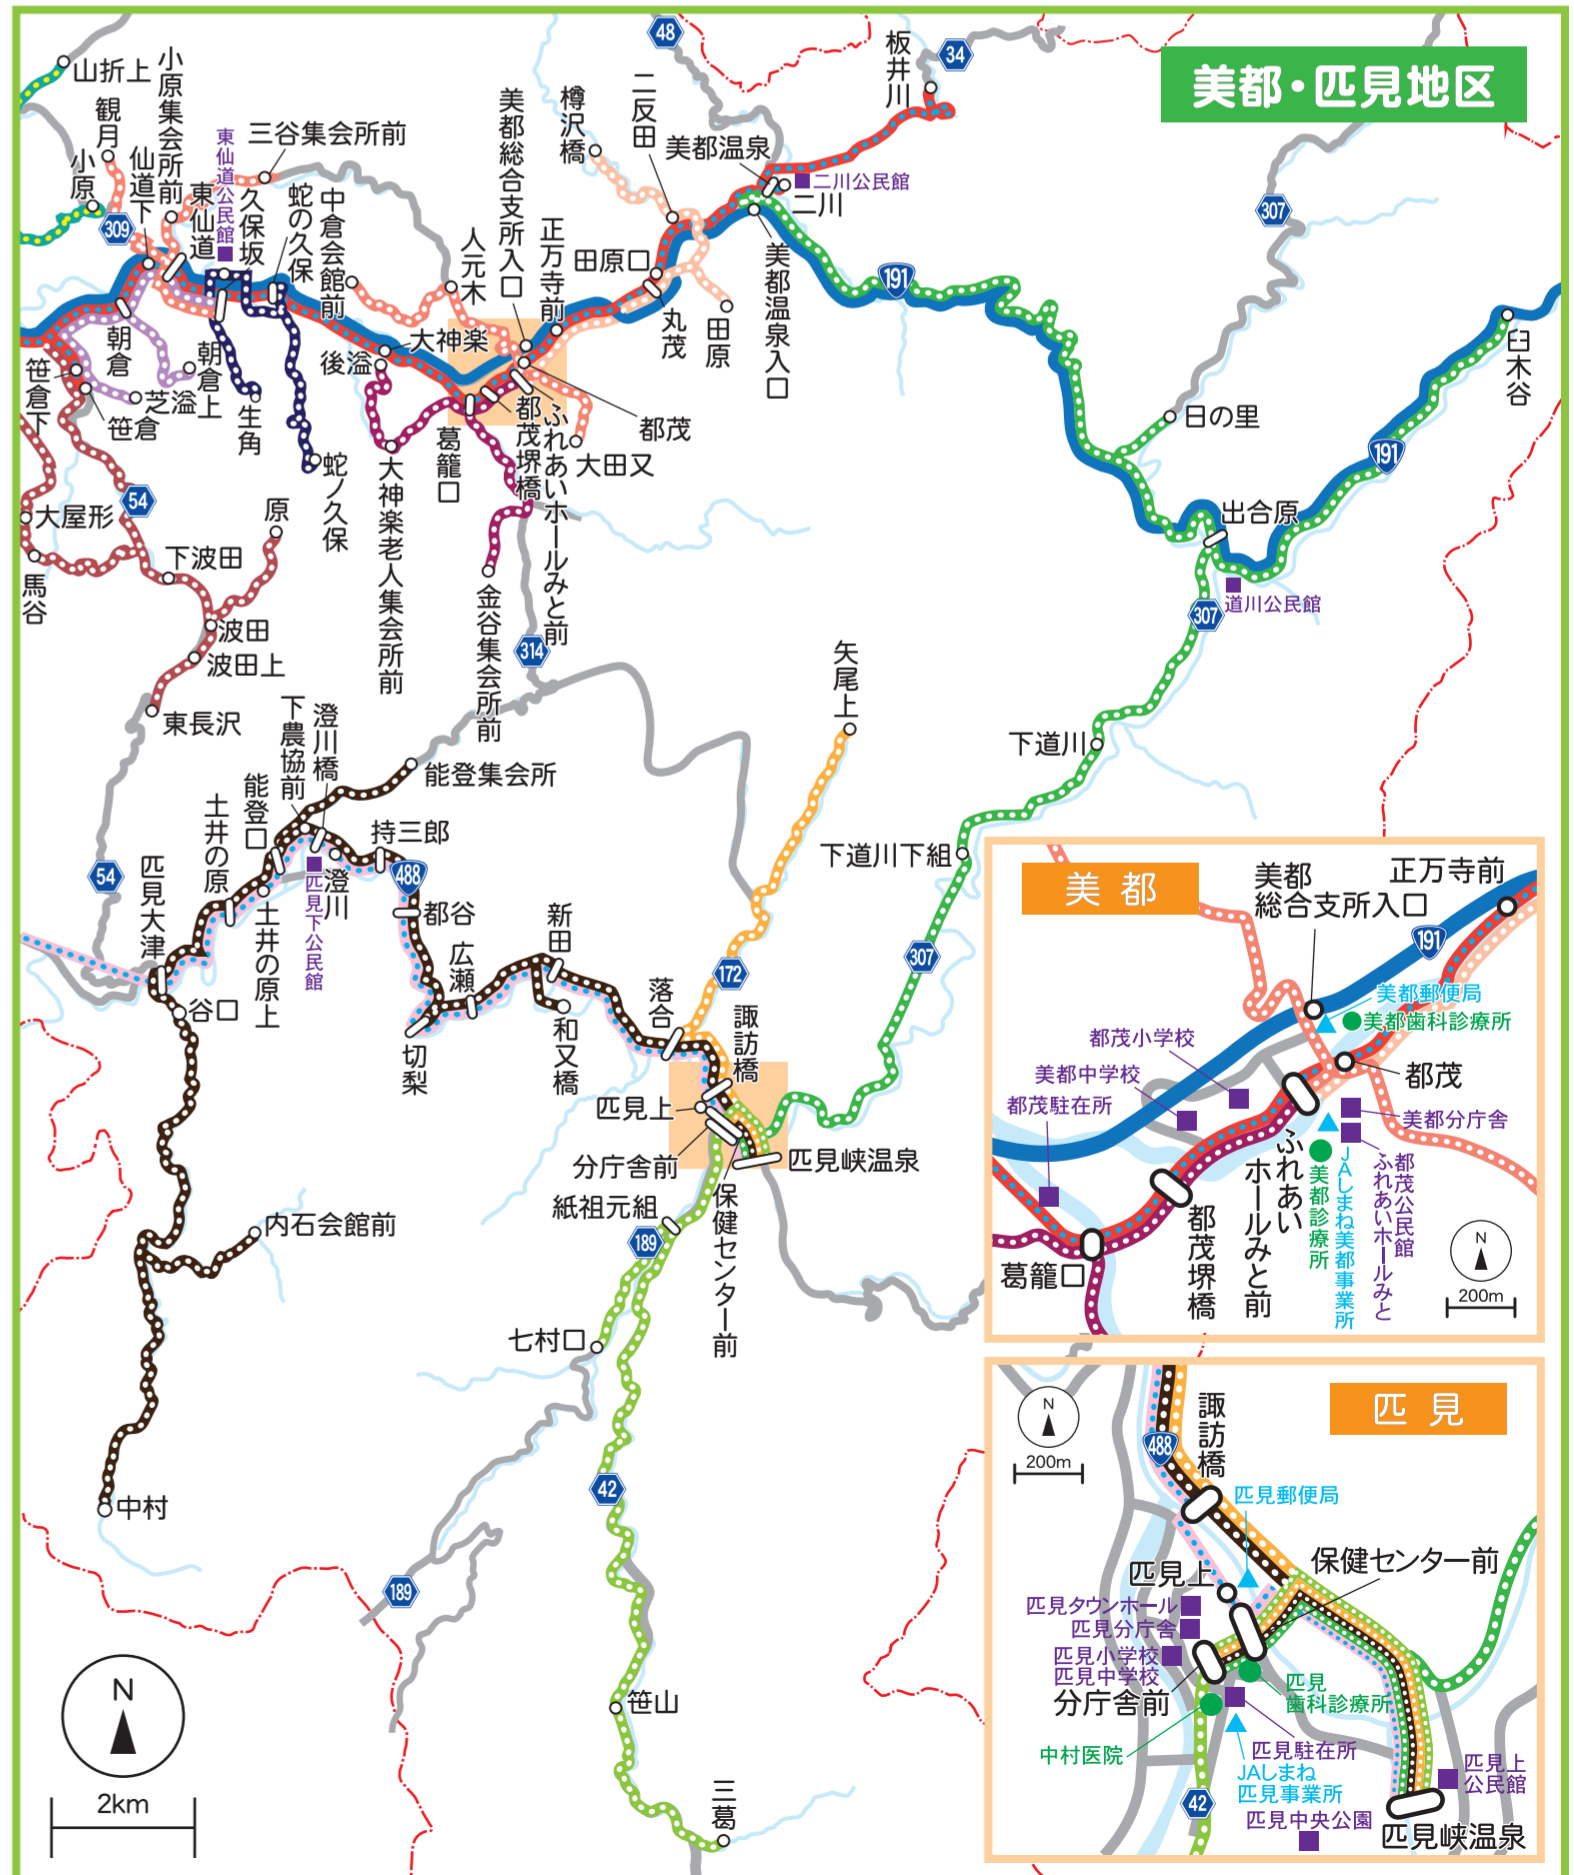 美都・匹見地区
48
34
板井川
二反田
樽沢橋
美都総合支所入口
美都温泉
二川公民館
二川
山折上
観月
小原
小原集会所前
仙道下
東仙道
東仙道公民館
三谷集会所前
久保坂
蛇の久保
中倉会館前
309
人元木
正万寺前
田原口
丸茂
田原
美都温泉入口
191
307
臼木谷
日の里
191
出合原
道川公民館
307
朝倉
朝倉上
芝溢
笹倉下
笹倉
生角
蛇ノ久保
後溢
大神楽
大神楽老人集会所前
葛籠口
都茂堺橋
ふれあいホールみと前
都茂
大田又
金谷集会所前
314
54
大屋形
馬谷
下波田
原
波田
波田上
東長沢
矢尾上
下道川
下道川下組
307
能登集会所
澄川橋
下農協前
能登口
土井の原
匹見大津
54
土井の原上
匹見下公民館
澄川
持三郎
488
都谷
広瀬
新田
切梨
和又橋
谷口
落合
172
諏訪橋
匹見上
分庁舎前
匹見峡温泉
保健センター前
紙祖元組
189
内石会館前
七村口
中村
42
189
笹山
三葛
N
2km
美都
美都
総合支所入口
正万寺前
191
美都郵便局
美都歯科診療所
都茂小学校
美都中学校
都茂駐在所
都茂
美都分庁舎
ふれあい
ホールみと前
美都診療所
JAしまね美都事業所
都茂公民館
ふれあいホールみと
都茂堺橋
葛籠口
N
200m
匹見
N
200m
488
諏訪橋
匹見郵便局
保健センター前
匹見上
匹見タウンホール
匹見分庁舎
匹見小学校
匹見中学校
分庁舎前
匹見
歯科診療所
中村医院
匹見駐在所
JAしまね
匹見事業所
匹見上
公民館
42
匹見中央公園
匹見峡温泉